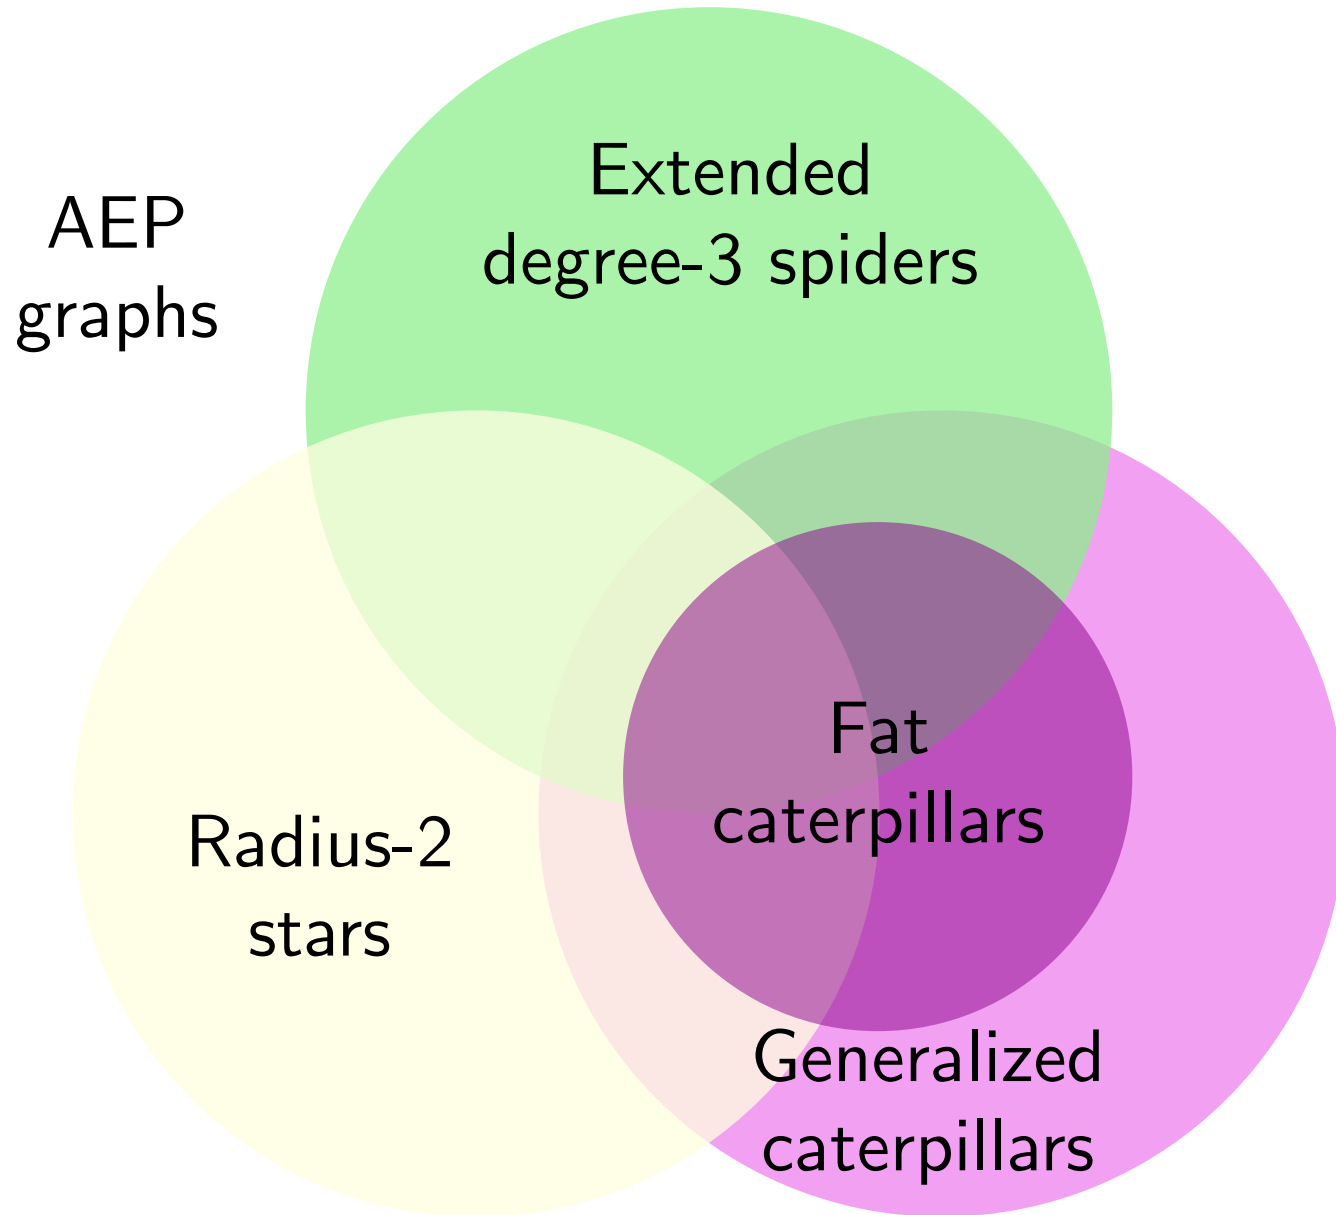 AEP
graphs
Extended
degree-3 spiders
Radius-2
stars
Fat
caterpillars
Generalized
caterpillars